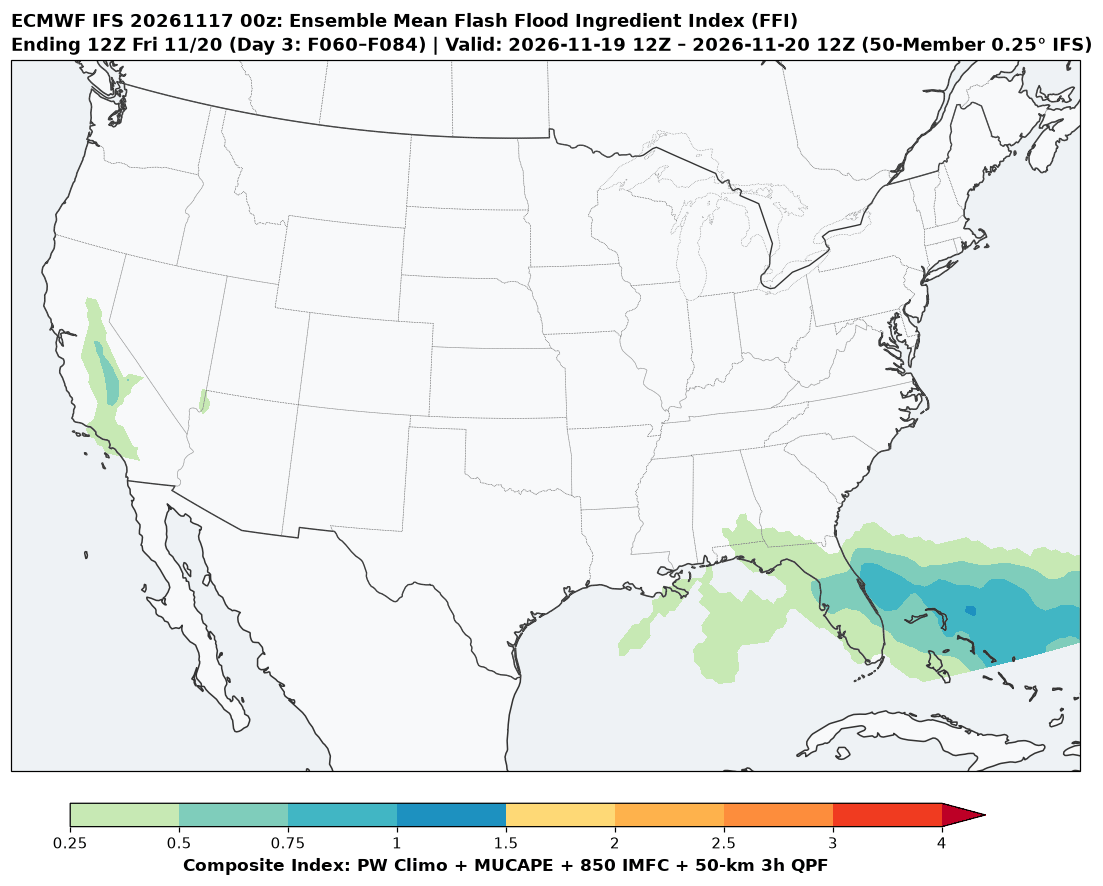 ECMWF IFS 20261117 00z: Ensemble Mean Flash Flood Ingredient Index (FFI)
Ending 12Z Fri 11/20 (Day 3: F060–F084) | Valid: 2026-11-19 12Z – 2026-11-20 12Z (50-Member 0.25° IFS)
0.25 0.5 0.75 1 1.5 2 2.5 3 4
Composite Index: PW Climo + MUCAPE + 850 IMFC + 50-km 3h QPF